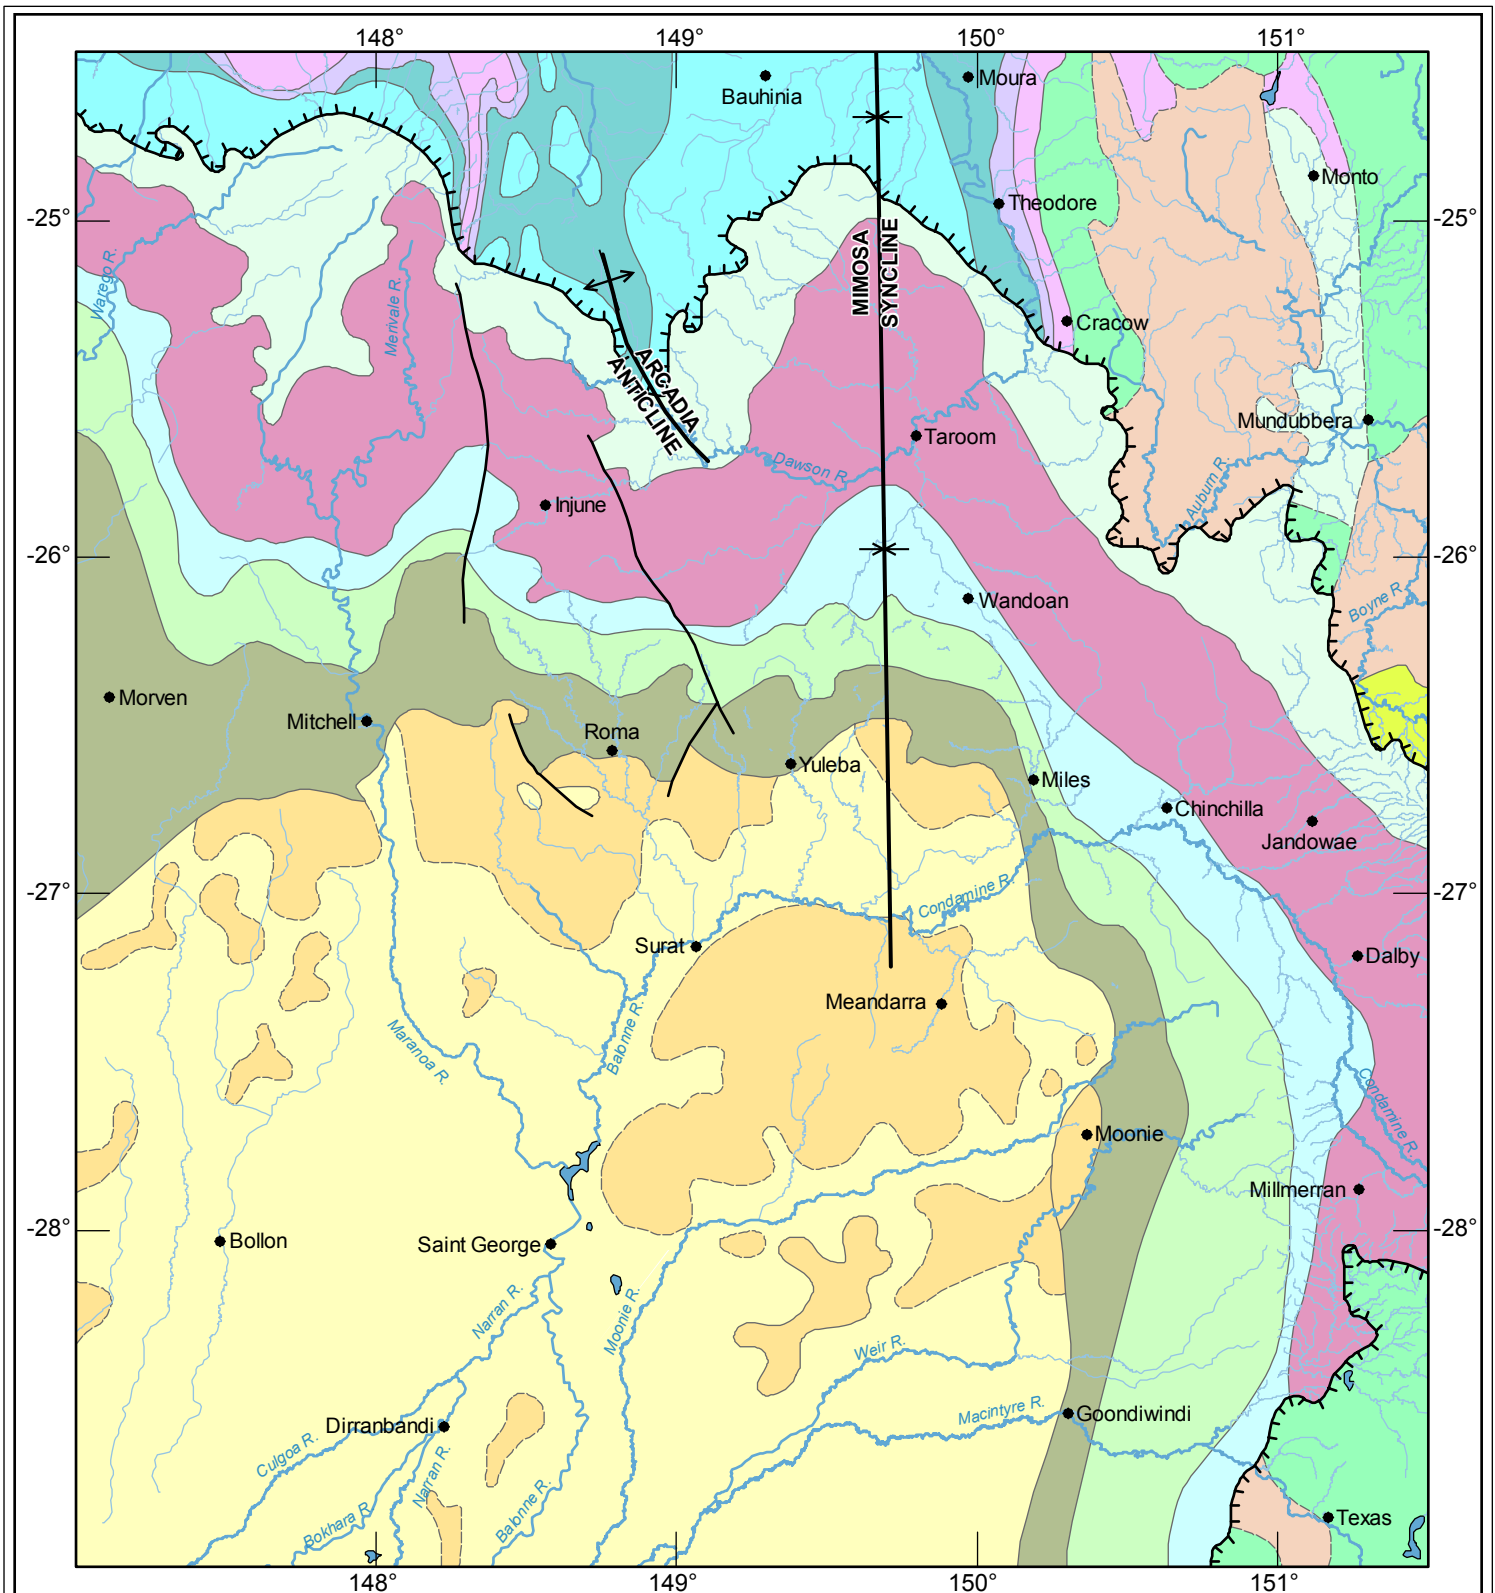 148°
149°
150°
151°
Bauhinia
Moura
Monto
-25°
-25°
Theodore
MIMOSA
SYNCLINE
Warego R.
Merivale R.
Cracow
ARCADIA
ANTICLINE
Mundubbera
Taroom
Dawson R.
Auburn R.
Injune
-26°
-26°
Wandoan
Boyne R.
Morven
Mitchell
Roma
Yuleba
Miles
Chinchilla
Jandowae
-27°
-27°
Condamine R.
Surat
Dalby
Meandarra
Maranoa R.
Balonne R.
Condamine R.
Moonie
Millmerran
-28°
-28°
Bollon
Saint George
Narran R.
Moonie R.
Weir R.
Macintyre R.
Goondiwindi
Dirranbandi
Culgoa R.
Narran R.
Bokhara R.
Balonne R.
Texas
148°
149°
150°
151°